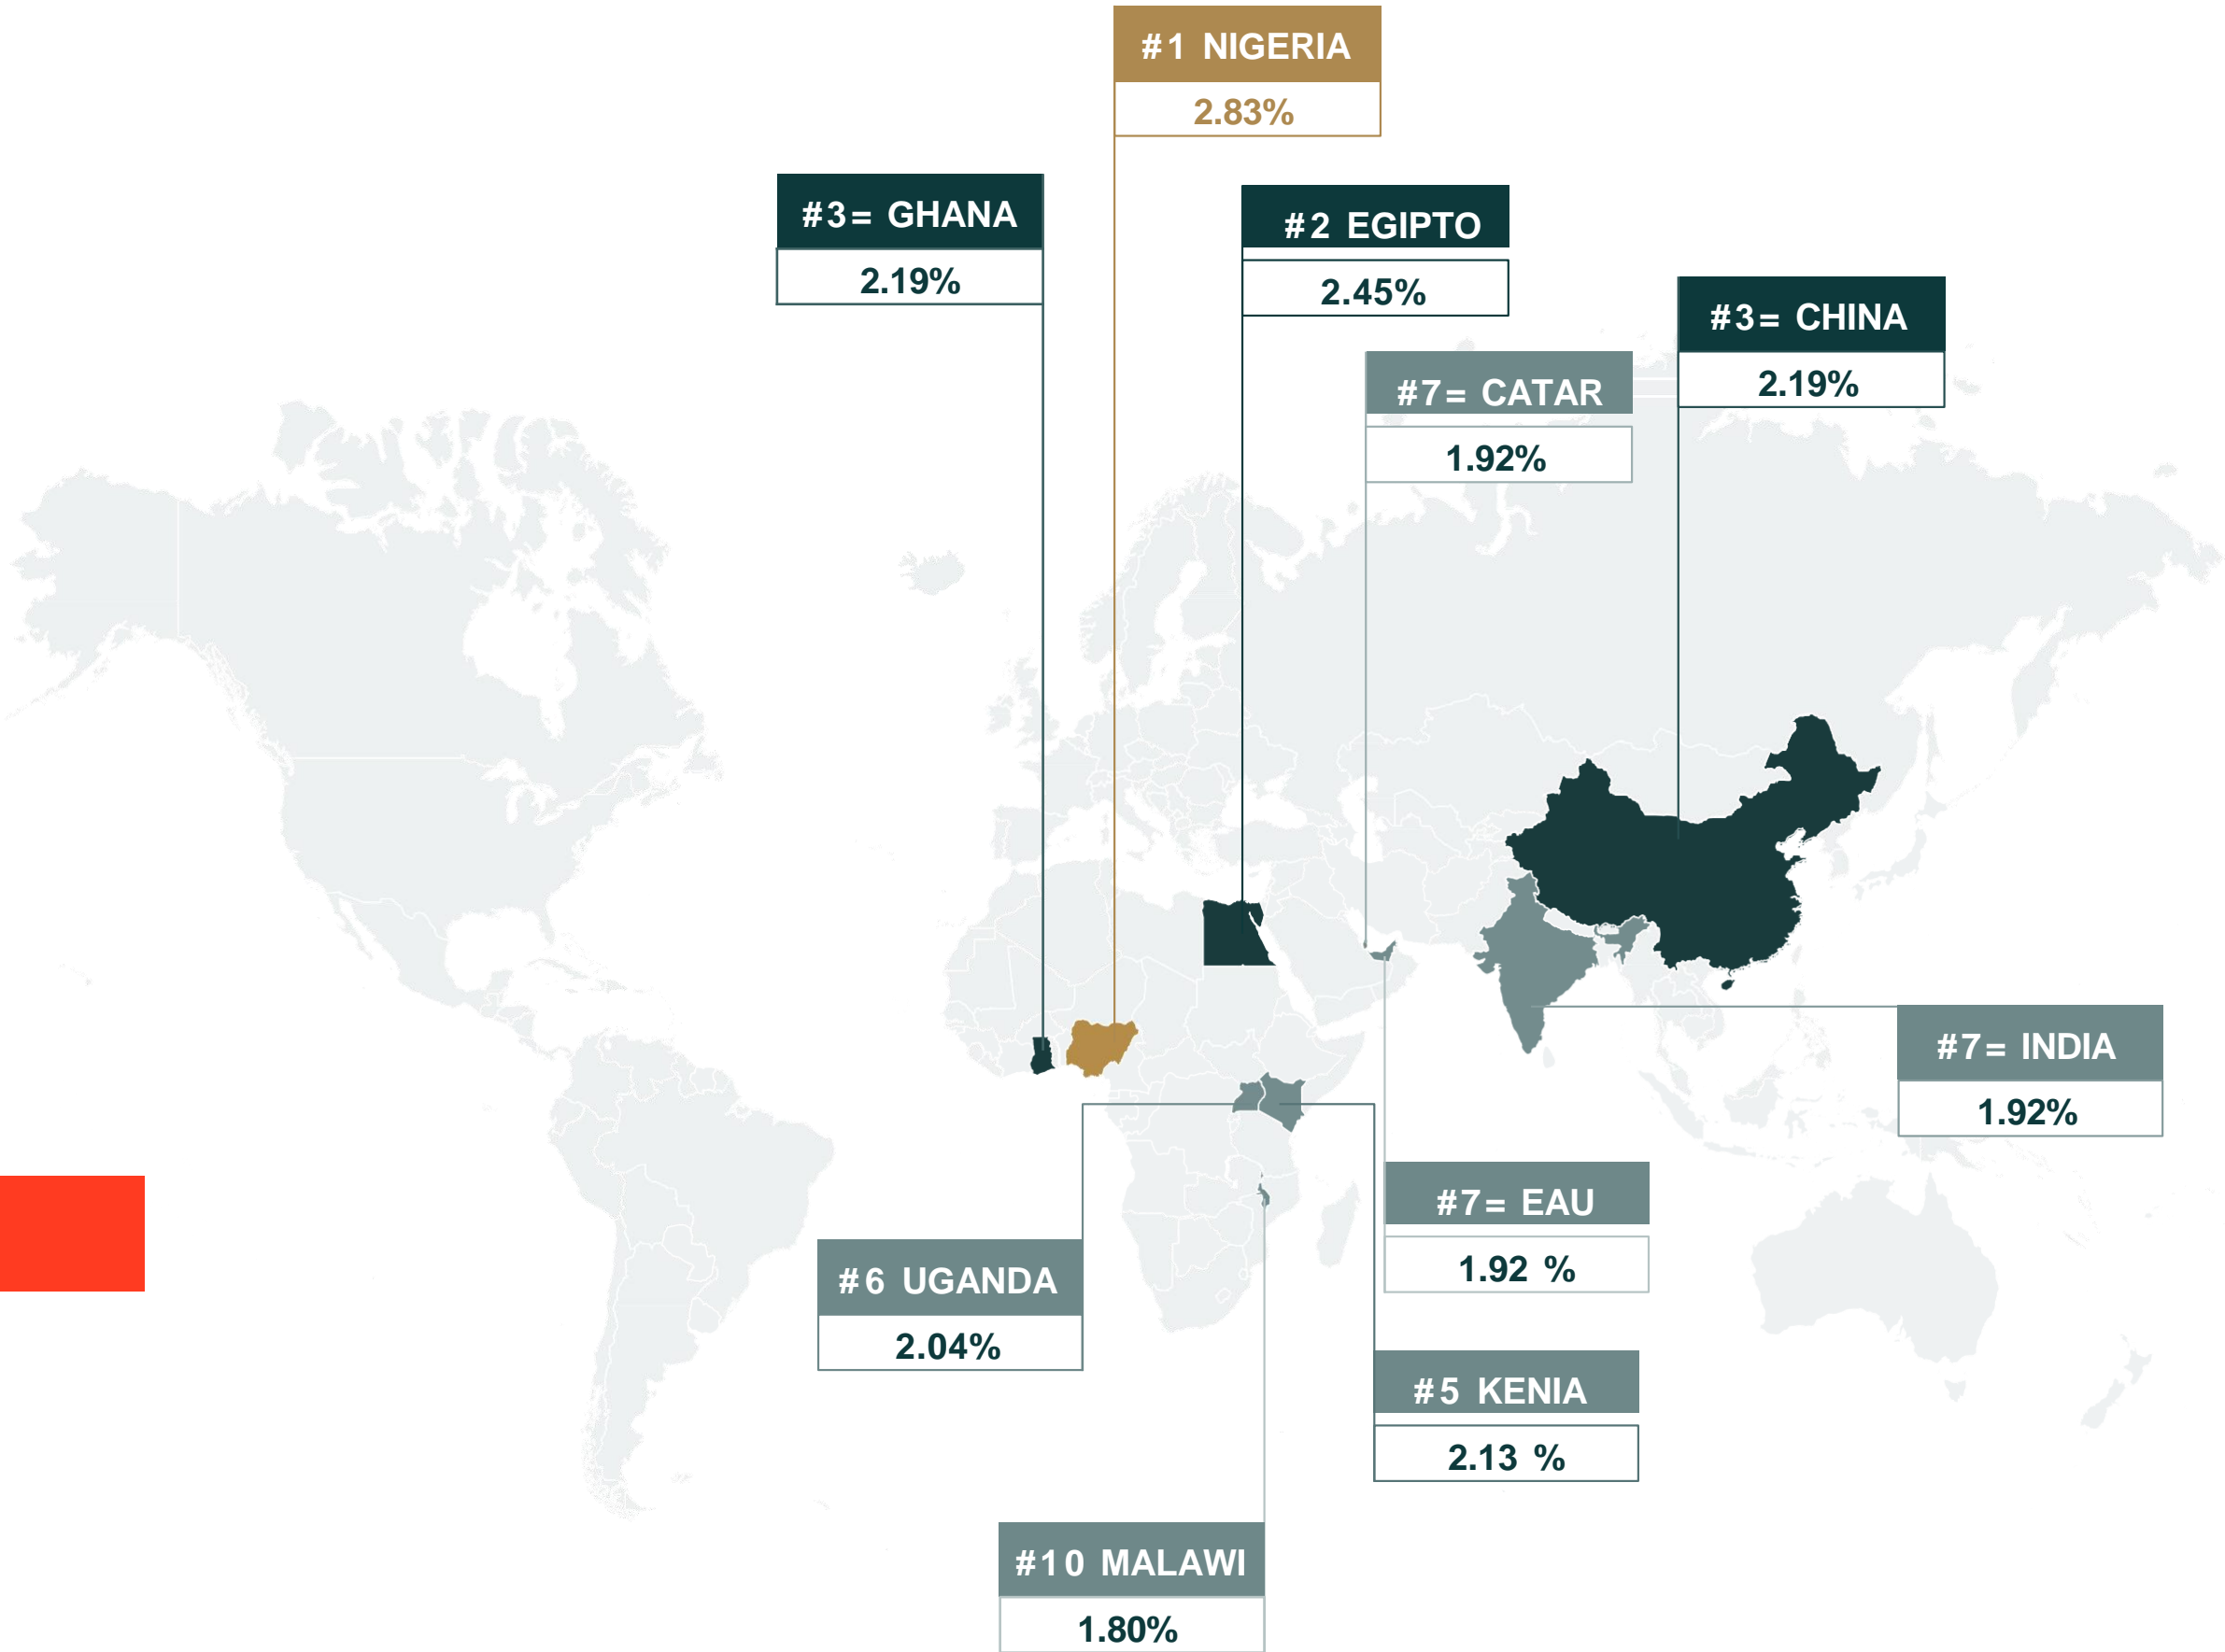 #1 NIGERIA
2.83%
#3= GHANA
2.19%
#2 EGIPTO
2.45%
#3= CHINA
2.19%
#7= CATAR
1.92%
#7= INDIA
1.92%
#7= EAU
1.92 %
#6 UGANDA
2.04%
#5 KENIA
2.13 %
#10 MALAWI
1.80%